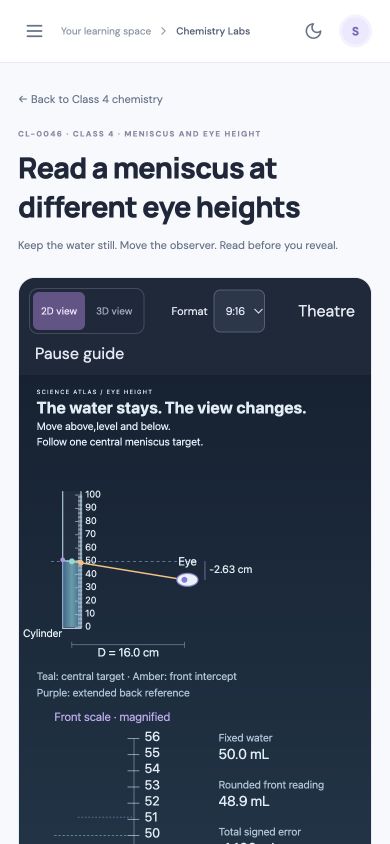 Your learning space > Chemistry Labs
S
← Back to Class 4 chemistry
CL-0046 · CLASS 4 · MENISCUS AND EYE HEIGHT
Read a meniscus at
different eye heights
Keep the water still. Move the observer. Read before you reveal.
2D view 3D view Format 9:16 Theatre
Pause guide
SCIENCE ATLAS / EYE HEIGHT
The water stays. The view changes.
Move above,level and below.
Follow one central meniscus target.
100
90
80
70
60
50
40
30
20
10
0
Eye
-2.63 cm
Cylinder
D = 16.0 cm
Teal: central target · Amber: front intercept
Purple: extended back reference
Front scale · magnified
56
55
54
53
52
51
50
Fixed water
50.0 mL
Rounded front reading
48.9 mL
Total signed error